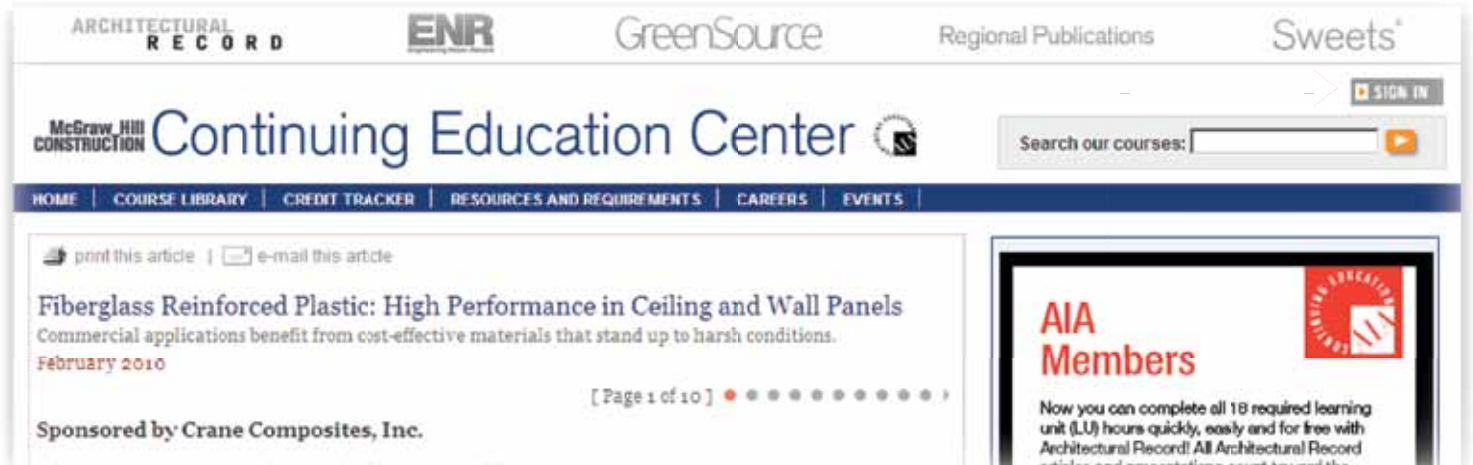 ARCHITECTURAL RECORD ENR GreenSource Regional Publications Sweets
SIGN IN
McGraw Hill CONSTRUCTION Continuing Education Center
Search our courses:
HOME | COURSE LIBRARY | CREDIT TRACKER | RESOURCES AND REQUIREMENTS | CAREERS | EVENTS |
print this article | e-mail this article
Fiberglass Reinforced Plastic: High Performance in Ceiling and Wall Panels
Commercial applications benefit from cost-effective materials that stand up to harsh conditions.
February 2010
[ Page 1 of 10 ]
Sponsored by Crane Composites, Inc.
AIA
Members
CONTINUING EDUCATION
AIA
Now you can complete all 18 required learning
unit (LU) hours quickly, easily and for free with
Architectural Record! All Architectural Record